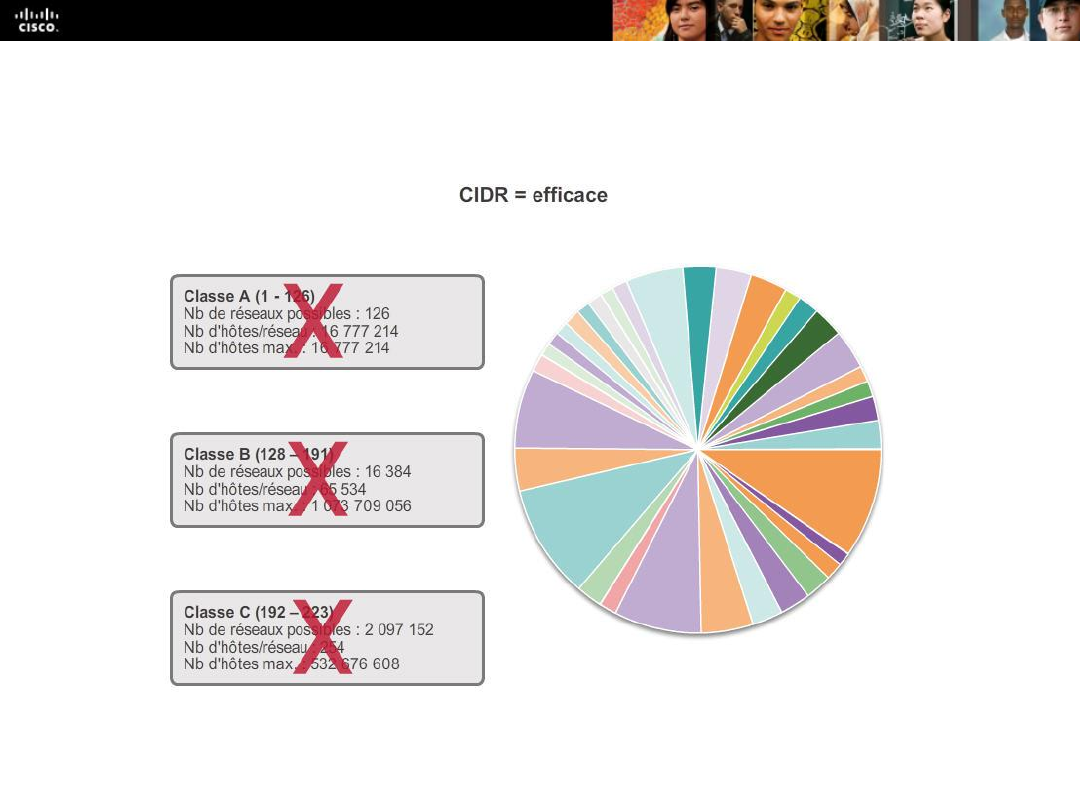 CISCO.
CIDR = efficace
Classe A (1 - 126)
Nb de réseaux possibles : 126
Nb d'hôtes/réseau : 16 777 214
Nb d'hôtes max. : 16 777 214
X
Classe B (128 – 191)
Nb de réseaux possibles : 16 384
Nb d'hôtes/réseau : 65 534
Nb d'hôtes max. : 1 073 709 056
X
Classe C (192 – 223)
Nb de réseaux possibles : 2 097 152
Nb d'hôtes/réseau : 254
Nb d'hôtes max. : 532 676 608
X